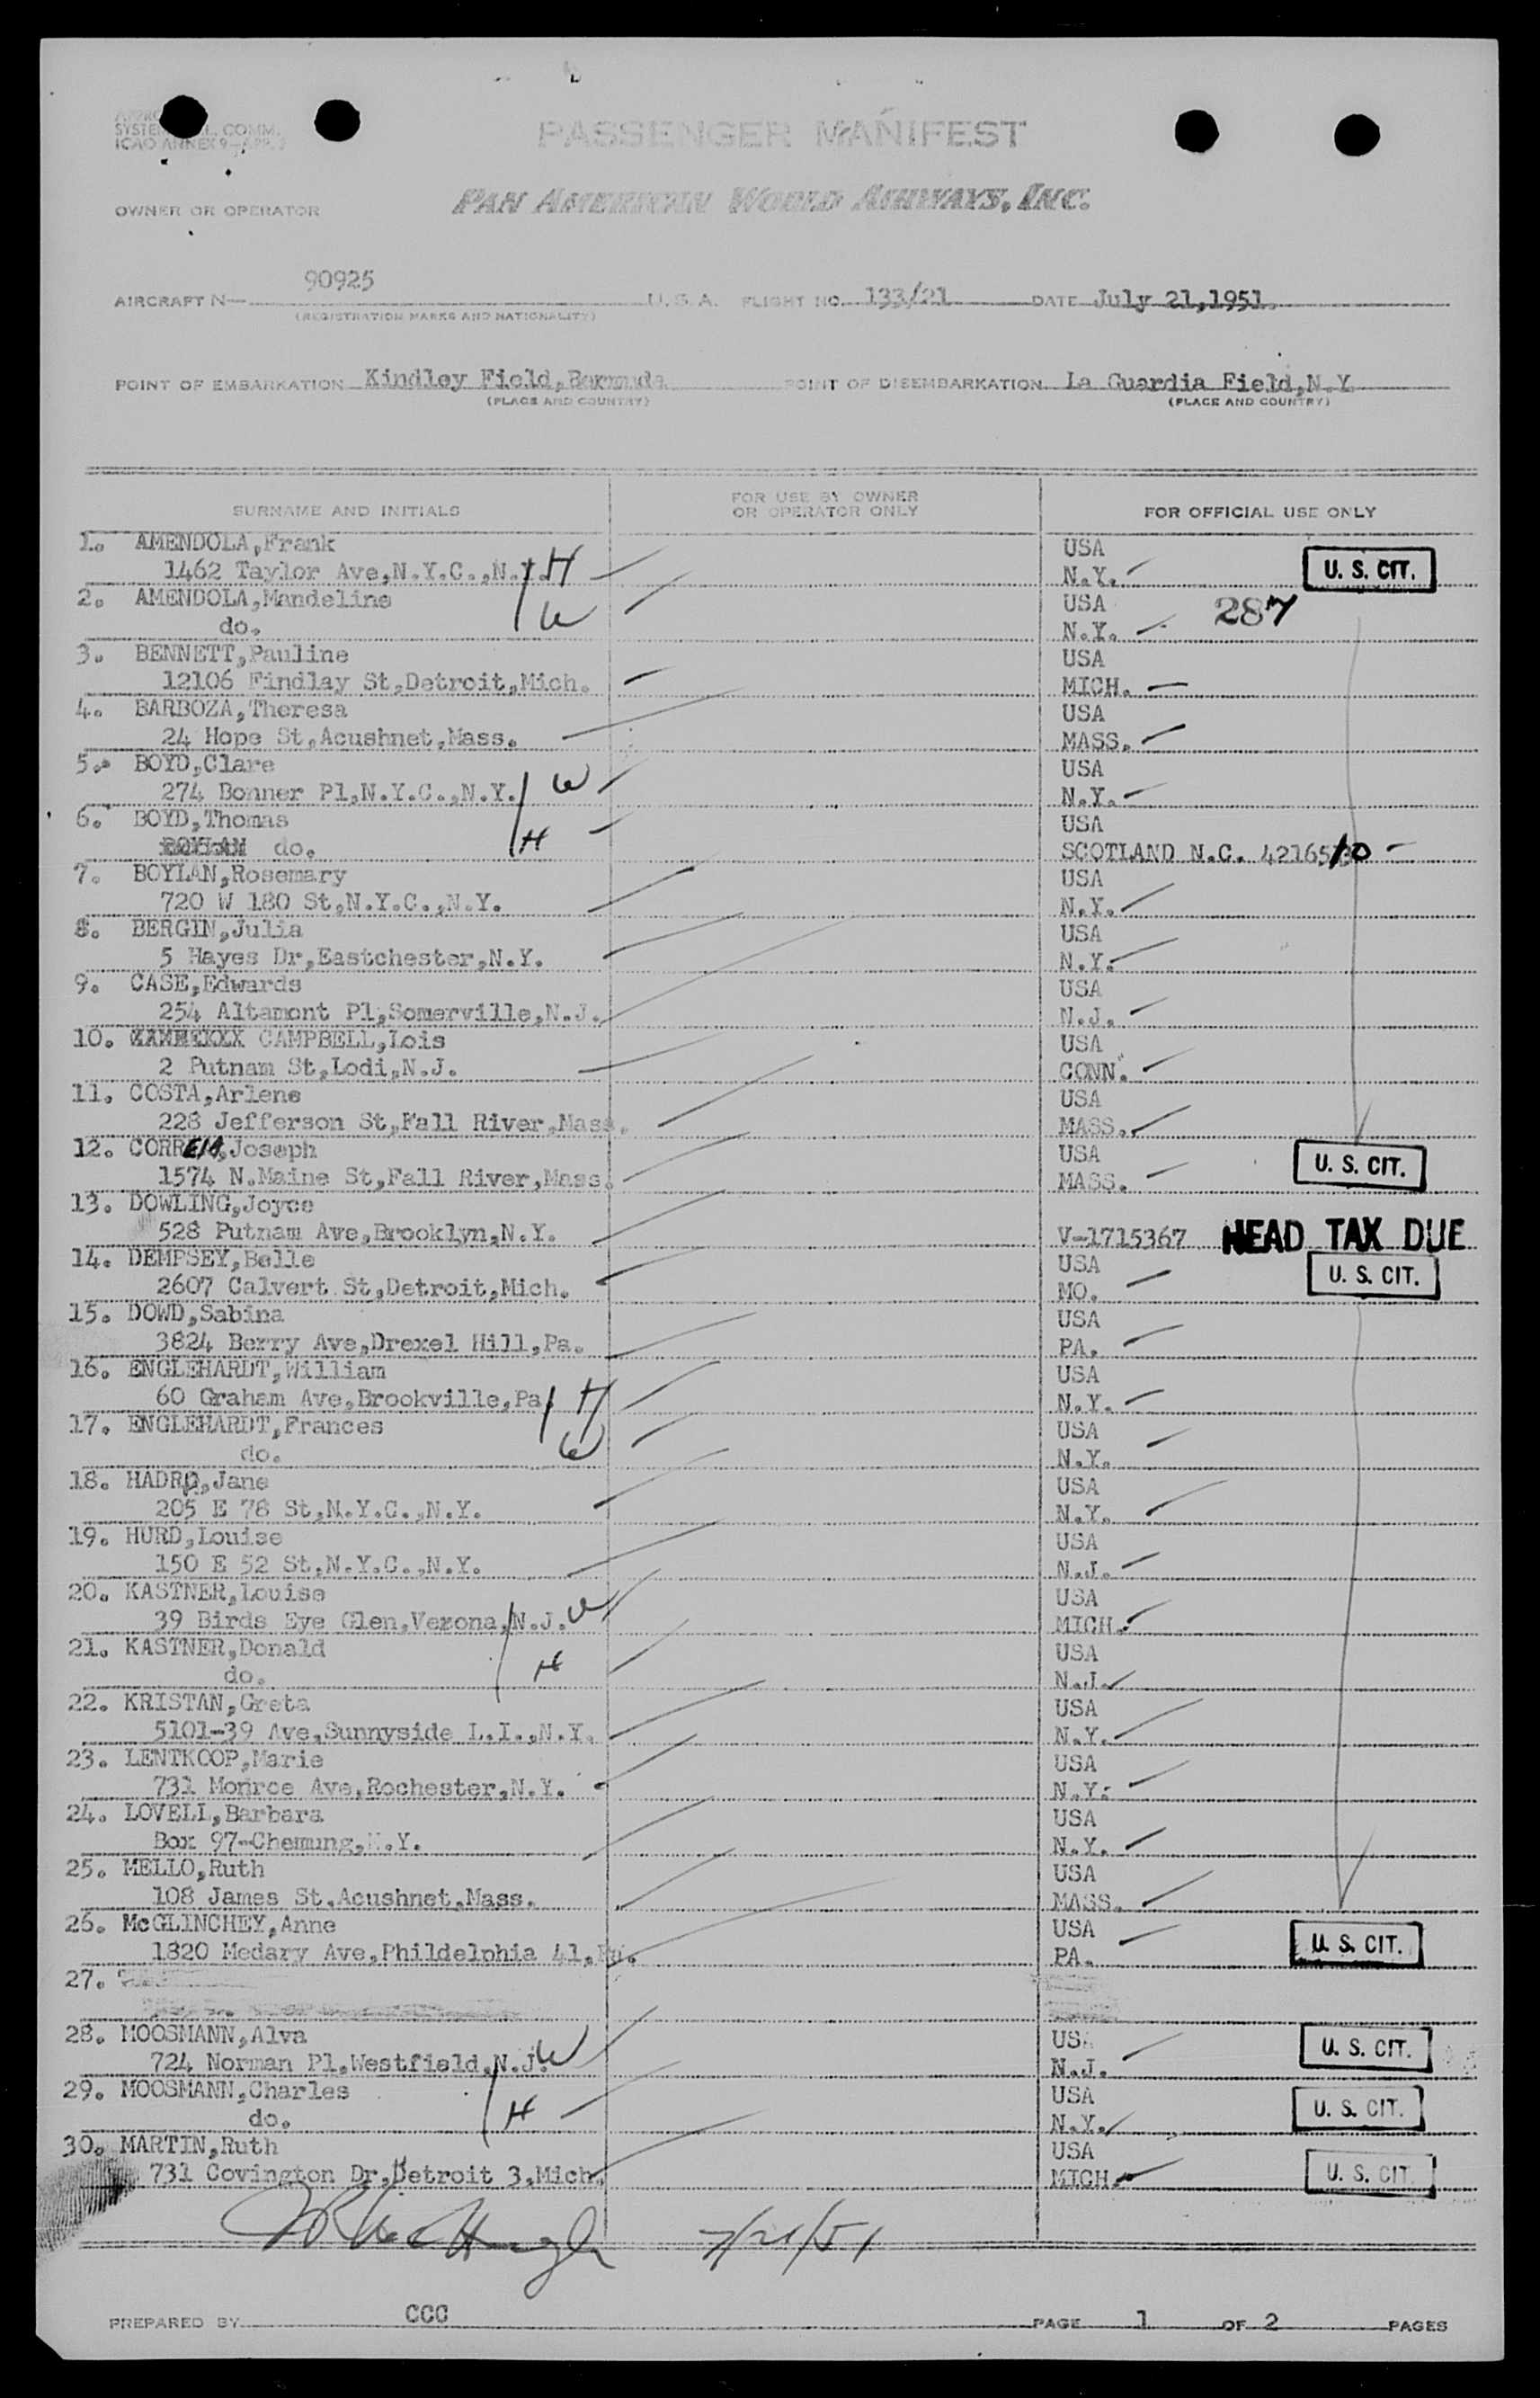 SYSTE L. COMM.
ICAO ANNEX 9-APP.
PASSENGER MANIFEST
OWNER OR OPERATOR PAN AMERICAN WORLD AIRWAYS, INC.
AIRCRAFT N- 90925 U. S. A. FLIGHT NO. 133/21 DATE July 21,1951.
(REGISTRATION MARKS AND NATIONALITY)
POINT OF EMBARKATION Kindley Field,Bermuda POINT OF DISEMBARKATION La Guardia Field,N.Y.
(PLACE AND COUNTRY) (PLACE AND COUNTRY)
SURNAME AND INITIALS FOR USE BY OWNER OR OPERATOR ONLY FOR OFFICIAL USE ONLY
1. AMENDOLA,Frank USA
1462 Taylor Ave,N.Y.C.,N.Y. H N.Y. U. S. CIT.
2. AMENDOLA,Mandeline USA 287
do. W N.Y.
3. BENNETT,Pauline USA
12106 Findlay St,Detroit,Mich. MICH.
4. BARBOZA,Theresa USA
24 Hope St,Acushnet,Mass. MASS.
5. BOYD,Clare USA
274 Bonner Pl,N.Y.C.,N.Y. W N.Y.
6. BOYD,Thomas USA
BOYLAN do. H SCOTLAND N.C. 42165
7. BOYLAN,Rosemary USA
720 W 180 St,N.Y.C.,N.Y. N.Y.
8. BERGIN,Julia USA
5 Hayes Dr,Eastchester,N.Y. N.Y.
9. CASE,Edwards USA
254 Altamont Pl,Somerville,N.J. N.J.
10. CAMPBELL,Lois USA
2 Putnam St,Lodi,N.J. CONN.
11. COSTA,Arlene USA
228 Jefferson St,Fall River,Mass. MASS.
12. CORREIA,Joseph USA
1574 N.Maine St,Fall River,Mass. MASS. U. S. CIT.
13. DOWLING,Joyce
528 Putnam Ave,Brooklyn,N.Y. V-1715367 HEAD TAX DUE
14. DEMPSEY,Belle USA
2607 Calvert St,Detroit,Mich. MO. U. S. CIT.
15. DOWD,Sabina USA
3824 Berry Ave,Drexel Hill,Pa. PA.
16. ENGLEHARDT,William USA
60 Graham Ave,Brookville,Pa. H N.Y.
17. ENGLEHARDT,Frances USA
do. W N.Y.
18. Jane USA
205 E 78 St,N.Y.C.,N.Y. N.Y.
19. HURD,Louise USA
150 E 52 St,N.Y.C.,N.Y. N.J.
20. KASTNER,Louise USA
39 Birds Eye Glen,Verona,N.J. W MICH.
21. KASTNER,Donald USA
do. H N.J.
22. KRISTAN,Greta USA
5101-39 Ave,Sunnyside L.I.,N.Y. N.Y.
23. LENTKOOP,Marie USA
731 Monroe Ave,Rochester,N.Y. N.Y.
24. LOVELL,Barbara USA
Box 97-Chemung,N.Y. N.Y.
25. MELLO,Ruth USA
108 James St,Acushnet,Mass. MASS.
26. McGLINCHEY,Anne USA
1820 Medary Ave,Phildelphia 41,Pa. PA. U. S. CIT.
27.
28. MOOSMANN,Alva USA
724 Norman Pl,Westfield,N.J. W N.J. U. S. CIT.
29. MOOSMANN,Charles USA
do. H N.Y. U. S. CIT.
30. MARTIN,Ruth USA
731 Covington Dr,Detroit 3,Mich. MICH. U. S. CIT.
7/21/51
PREPARED BY CCC PAGE 1 OF 2 PAGES